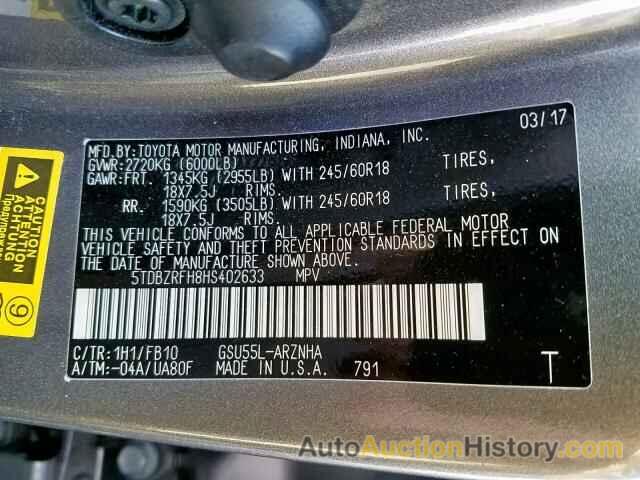 MFD.BY:TOYOTA MOTOR MANUFACTURING, INDIANA, INC. 03/17
GVWR:2720KG (6000LB)
GAWR:FRT. 1345KG (2955LB) WITH 245/60R18 TIRES,
18X7.5J RIMS.
RR. 1590KG (3505LB) WITH 245/60R18 TIRES,
18X7.5J RIMS.
THIS VEHICLE CONFORMS TO ALL APPLICABLE FEDERAL MOTOR
VEHICLE SAFETY AND THEFT PREVENTION STANDARDS IN EFFECT ON
THE DATE OF MANUFACTURE SHOWN ABOVE.
5TDBZRFH8HS402633 MPV
C/TR:1H1/FB10 GSU55L-ARZNHA
A/TM:-04A/UA80F MADE IN U.S.A. 791 T
CAUTION
ACHTUNG
ATTENTION
9
AutoAuctionHistory.com